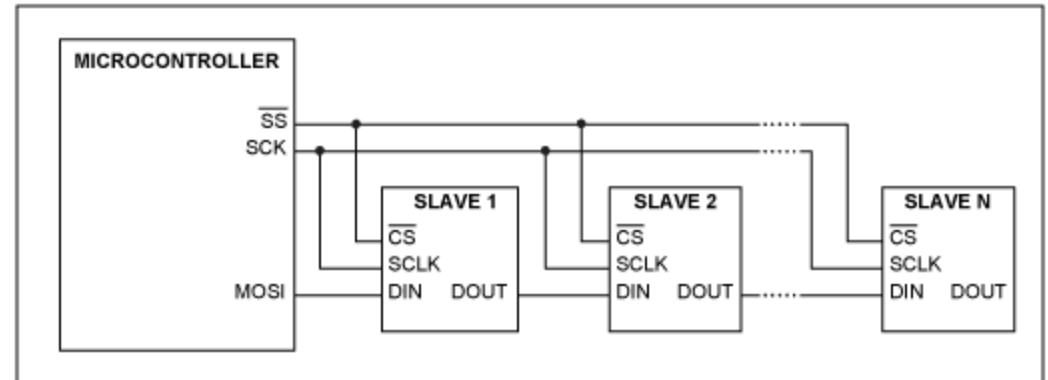 MICROCONTROLLER
SS
SCK
MOSI
SLAVE 1
CS
SCLK
DIN DOUT
SLAVE 2
CS
SCLK
DIN DOUT
SLAVE N
CS
SCLK
DIN DOUT